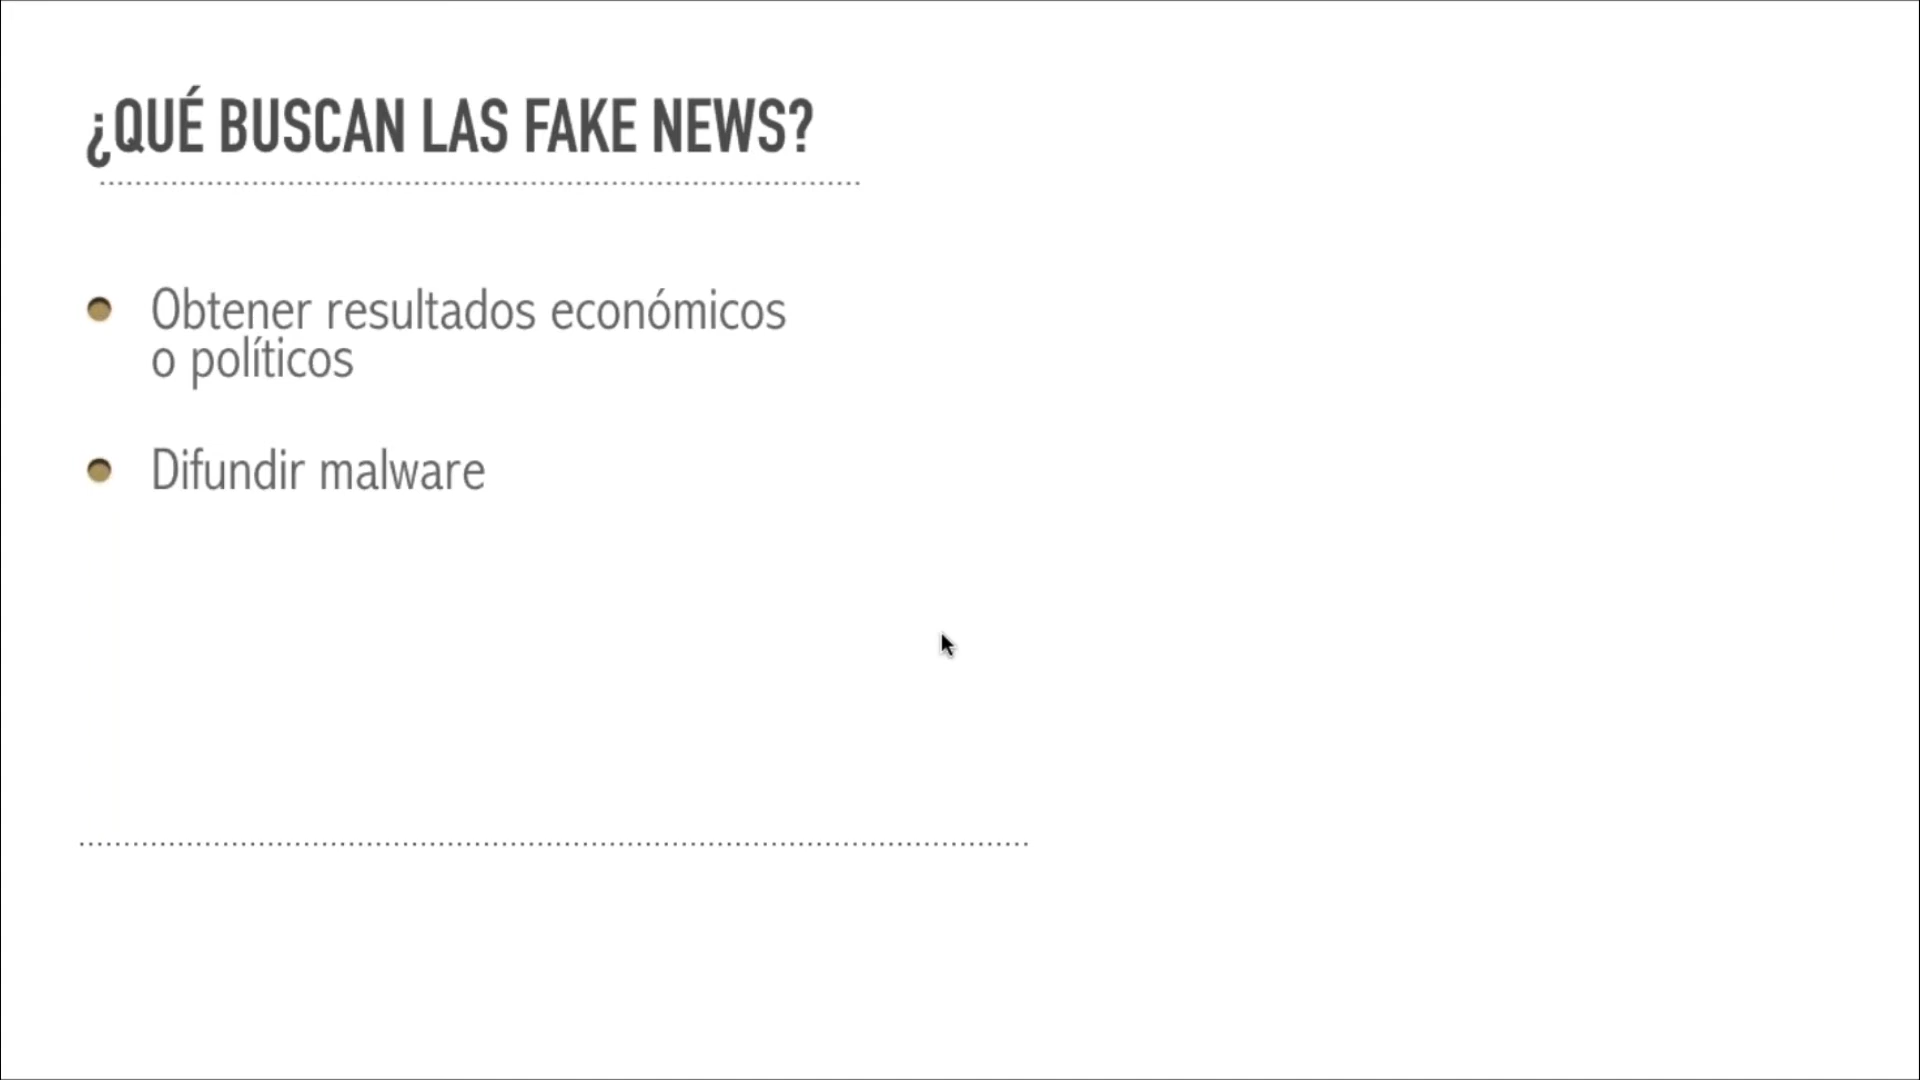 ¿QUÉ BUSCAN LAS FAKE NEWS?
Obtener resultados económicos
o políticos
Difundir malware